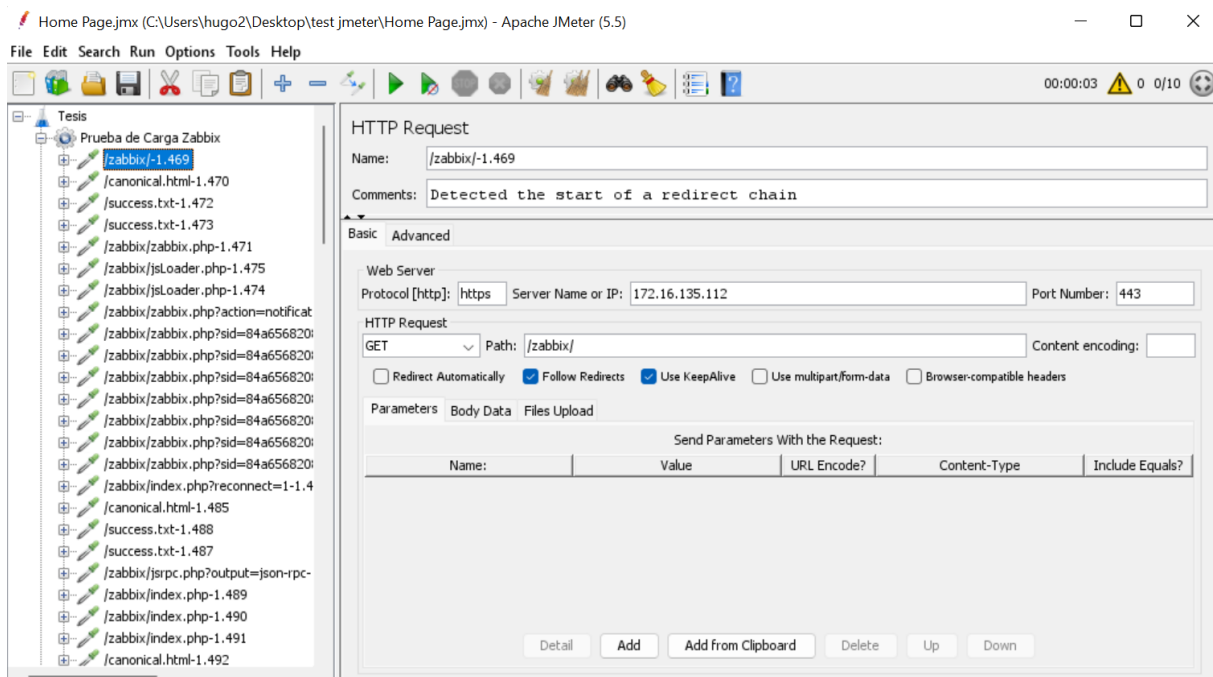 Home Page.jmx (C:\Users\hugo2\Desktop\test jmeter\Home Page.jmx) - Apache JMeter (5.5)
File Edit Search Run Options Tools Help
STOP
00:00:03 0 0/10
Tesis
Prueba de Carga Zabbix
/zabbix/-1.469
/canonical.html-1.470
/success.txt-1.472
/success.txt-1.473
/zabbix/zabbix.php-1.471
/zabbix/jsLoader.php-1.475
/zabbix/jsLoader.php-1.474
/zabbix/zabbix.php?action=notificat
/zabbix/zabbix.php?sid=84a656820
/zabbix/zabbix.php?sid=84a656820
/zabbix/zabbix.php?sid=84a656820
/zabbix/zabbix.php?sid=84a656820
/zabbix/zabbix.php?sid=84a656820
/zabbix/zabbix.php?sid=84a656820
/zabbix/zabbix.php?sid=84a656820
/zabbix/index.php?reconnect=1-1.4
/canonical.html-1.485
/success.txt-1.488
/success.txt-1.487
/zabbix/jsrpc.php?output=json-rpc-
/zabbix/index.php-1.489
/zabbix/index.php-1.490
/zabbix/index.php-1.491
/canonical.html-1.492
HTTP Request
Name: /zabbix/-1.469
Comments: Detected the start of a redirect chain
Basic Advanced
Web Server
Protocol [http]: https Server Name or IP: 172.16.135.112 Port Number: 443
HTTP Request
GET Path: /zabbix/ Content encoding:
Redirect Automatically Follow Redirects Use KeepAlive Use multipart/form-data Browser-compatible headers
Parameters Body Data Files Upload
Send Parameters With the Request:
Name: Value URL Encode? Content-Type Include Equals?
Detail Add Add from Clipboard Delete Up Down